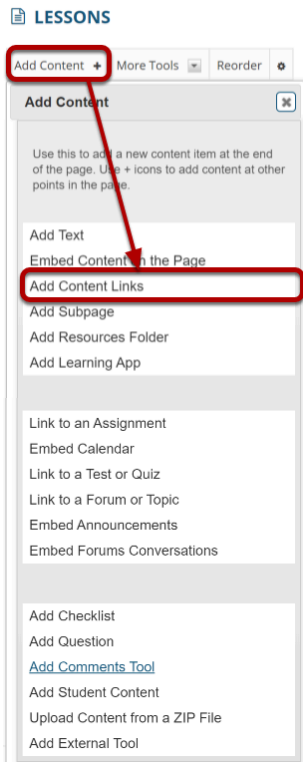 LESSONS
Add Content + More Tools Reorder
Add Content
Use this to add a new content item at the end
of the page. Use + icons to add content at other
points in the page.
Add Text
Embed Content on the Page
Add Content Links
Add Subpage
Add Resources Folder
Add Learning App
Link to an Assignment
Embed Calendar
Link to a Test or Quiz
Link to a Forum or Topic
Embed Announcements
Embed Forums Conversations
Add Checklist
Add Question
Add Comments Tool
Add Student Content
Upload Content from a ZIP File
Add External Tool